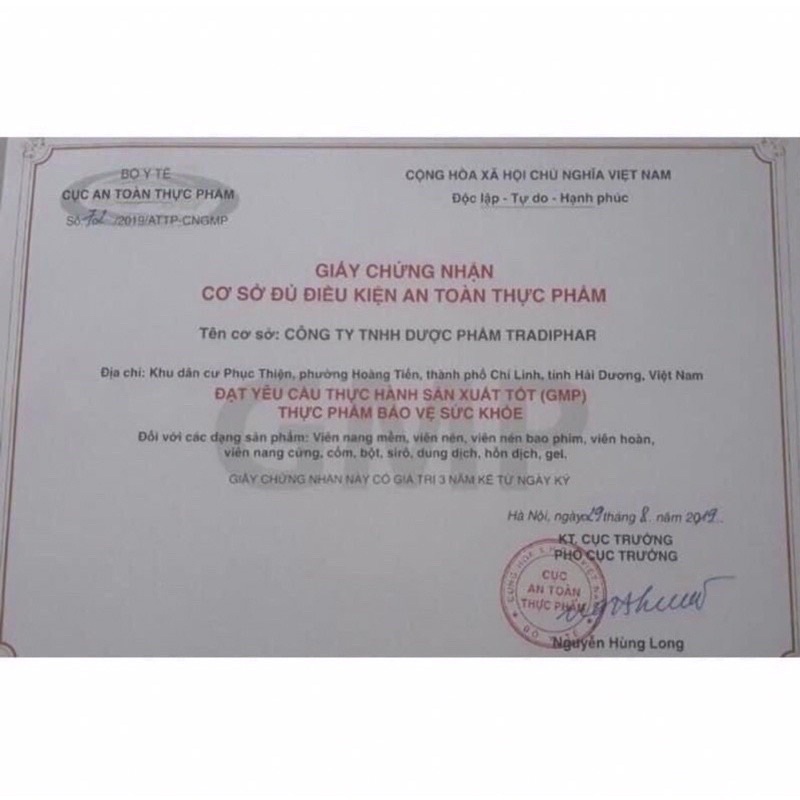 BỘ Y TẾ
CỤC AN TOÀN THỰC PHẨM
Số: /2019/ATTP-CNGMP
CỘNG HÒA XÃ HỘI CHỦ NGHĨA VIỆT NAM
Độc lập - Tự do - Hạnh phúc
GIẤY CHỨNG NHẬN
CƠ SỞ ĐỦ ĐIỀU KIỆN AN TOÀN THỰC PHẨM
Tên cơ sở: CÔNG TY TNHH DƯỢC PHẨM TRADIPHAR
Địa chỉ: Khu dân cư Phục Thiện, phường Hoàng Tiến, thành phố Chí Linh, tỉnh Hải Dương, Việt Nam
ĐẠT YÊU CẦU THỰC HÀNH SẢN XUẤT TỐT (GMP)
THỰC PHẨM BẢO VỆ SỨC KHỎE
GMP
Đối với các dạng sản phẩm: Viên nang mềm, viên nén, viên nén bao phim, viên hoàn,
viên nang cứng, cốm, bột, sirô, dung dịch, hỗn dịch, gel.
GIẤY CHỨNG NHẬN NÀY CÓ GIÁ TRỊ 3 NĂM KỂ TỪ NGÀY KÝ
Hà Nội, ngày 29 tháng 8 năm 2019
KT. CỤC TRƯỞNG
PHÓ CỤC TRƯỞNG
CỤC
AN TOÀN
THỰC PHẨM
Nguyễn Hùng Long